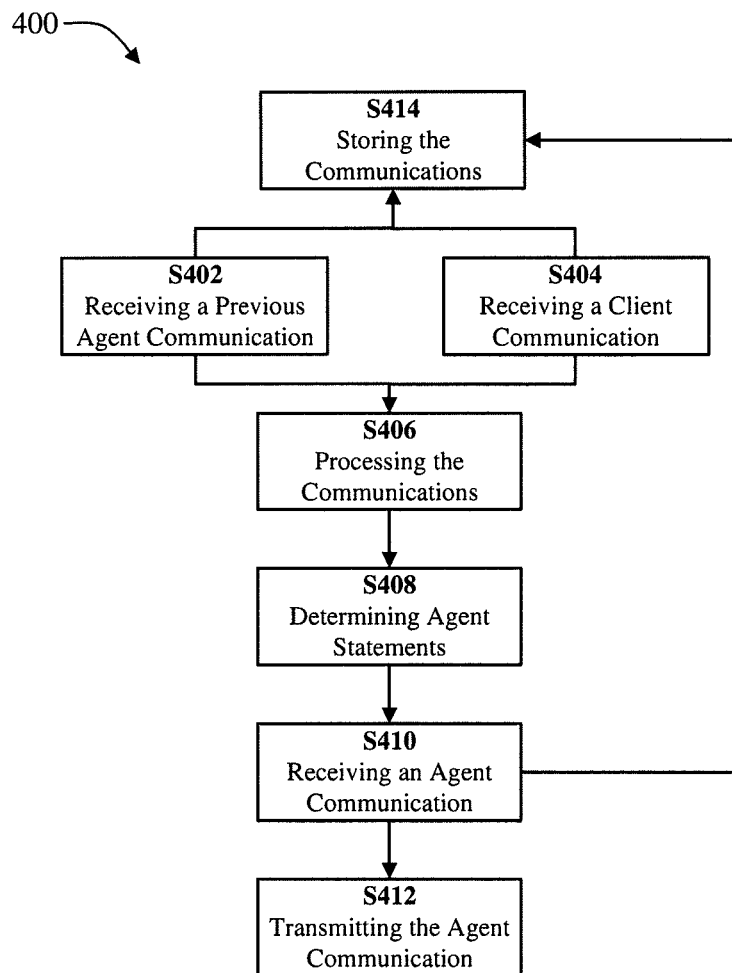 400
S414
Storing the
Communications
S402
Receiving a Previous
Agent Communication
S404
Receiving a Client
Communication
S406
Processing the
Communications
S408
Determining Agent
Statements
S410
Receiving an Agent
Communication
S412
Transmitting the Agent
Communication